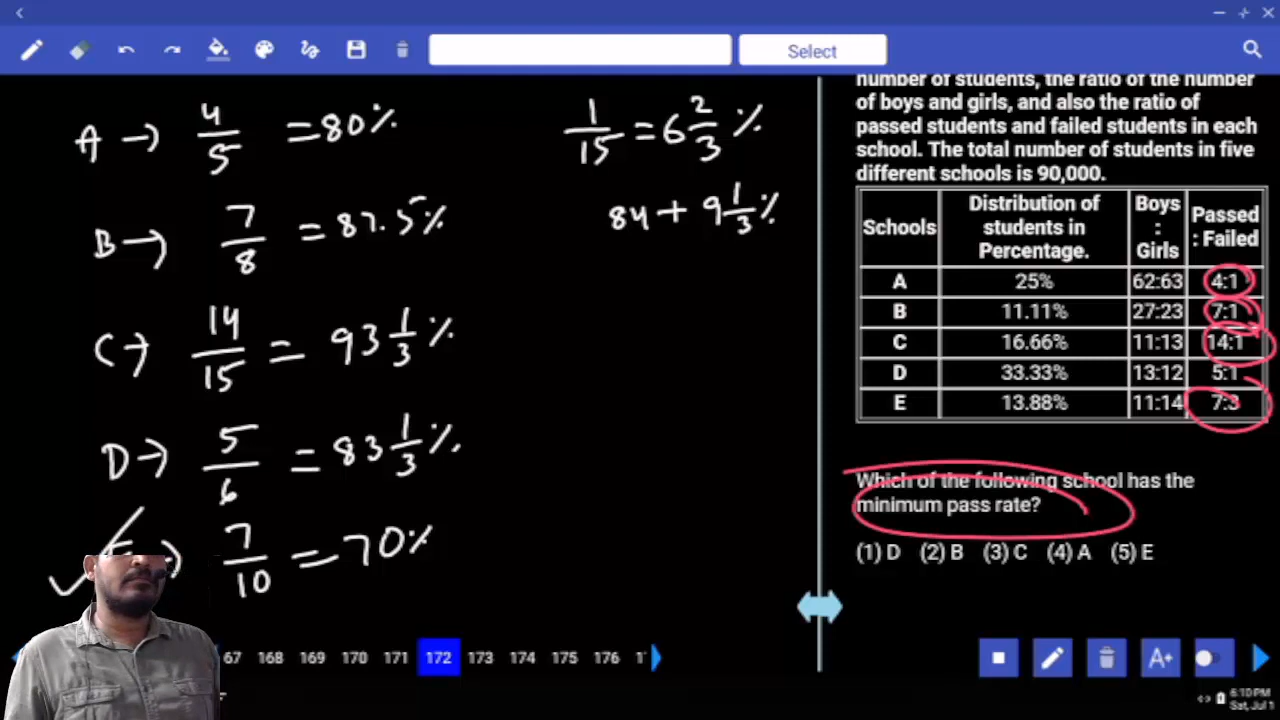 Select
number of students, the ratio of the number
of boys and girls, and also the ratio of
passed students and failed students in each
school. The total number of students in five
different schools is 90,000.
Schools Distribution of students in Percentage. Boys : Girls Passed : Failed
A 25% 62:63 4:1
B 11.11% 27:23 7:1
C 16.66% 11:13 14:1
D 33.33% 13:12 5:1
E 13.88% 11:14 7:3
Which of the following school has the
minimum pass rate?
(1) D (2) B (3) C (4) A (5) E
A → 4/5 = 80%
B → 7/8 = 87.5%
C → 14/15 = 93 1/3 %
D → 5/6 = 83 1/3 %
7/10 = 70%
1/15 = 6 2/3 %
84 + 9 1/3 %
67 168 169 170 171 172 173 174 175 176 1
A+
6:10 PM
Sat, Jul 1